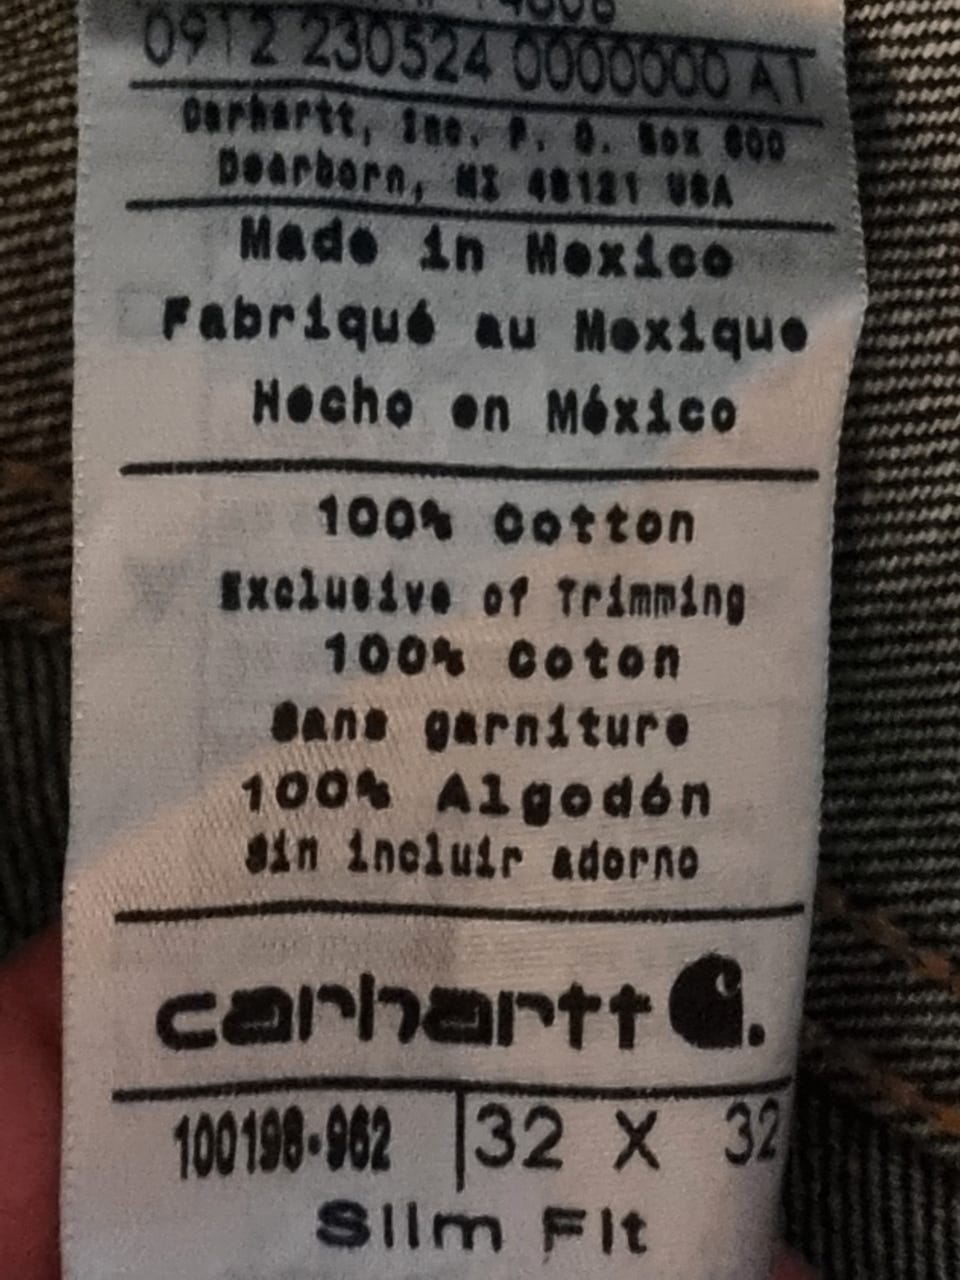 0912 230524 0000000 A1
Carhartt, Inc. P. O. Box 600
Dearborn, MI 48121 USA
Made in Mexico
Fabriqué au Mexique
Hecho en México
100% Cotton
Exclusive of Trimming
100% Coton
Sans garniture
100% Algodón
Sin incluir adorno
carhartt
100198-962 32 X 32
Slim Fit